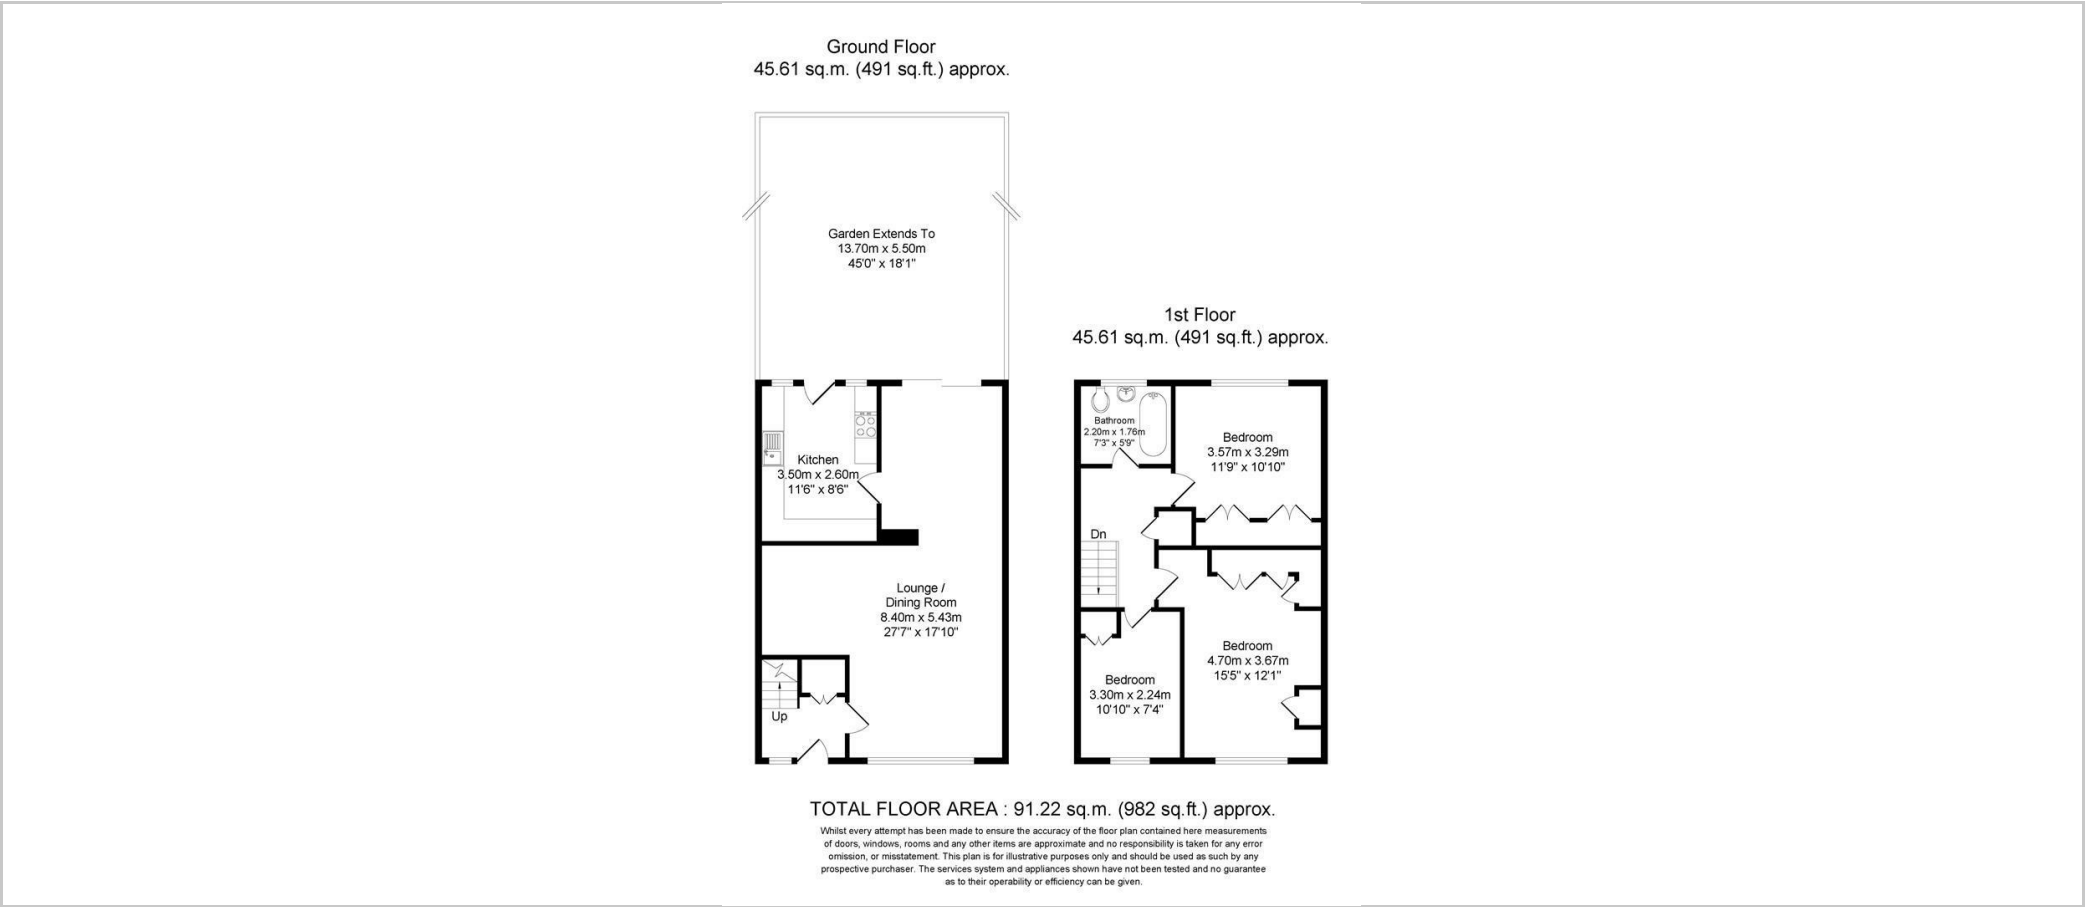 Ground Floor
45.61 sq.m. (491 sq.ft.) approx.
Garden Extends To
13.70m x 5.50m
45'0" x 18'1"
1st Floor
45.61 sq.m. (491 sq.ft.) approx.
Kitchen
3.50m x 2.60m
11'6" x 8'6"
Lounge /
Dining Room
8.40m x 5.43m
27'7" x 17'10"
Up
Bathroom
2.20m x 1.76m
7'3" x 5'9"
Bedroom
3.57m x 3.29m
11'9" x 10'10"
Dn
Bedroom
4.70m x 3.67m
15'5" x 12'1"
Bedroom
3.30m x 2.24m
10'10" x 7'4"
TOTAL FLOOR AREA : 91.22 sq.m. (982 sq.ft.) approx.
Whilst every attempt has been made to ensure the accuracy of the floor plan contained here measurements
of doors, windows, rooms and any other items are approximate and no responsibility is taken for any error
omission, or misstatement. This plan is for illustrative purposes only and should be used as such by any
prospective purchaser. The services system and appliances shown have not been tested and no guarantee
as to their operability or efficiency can be given.